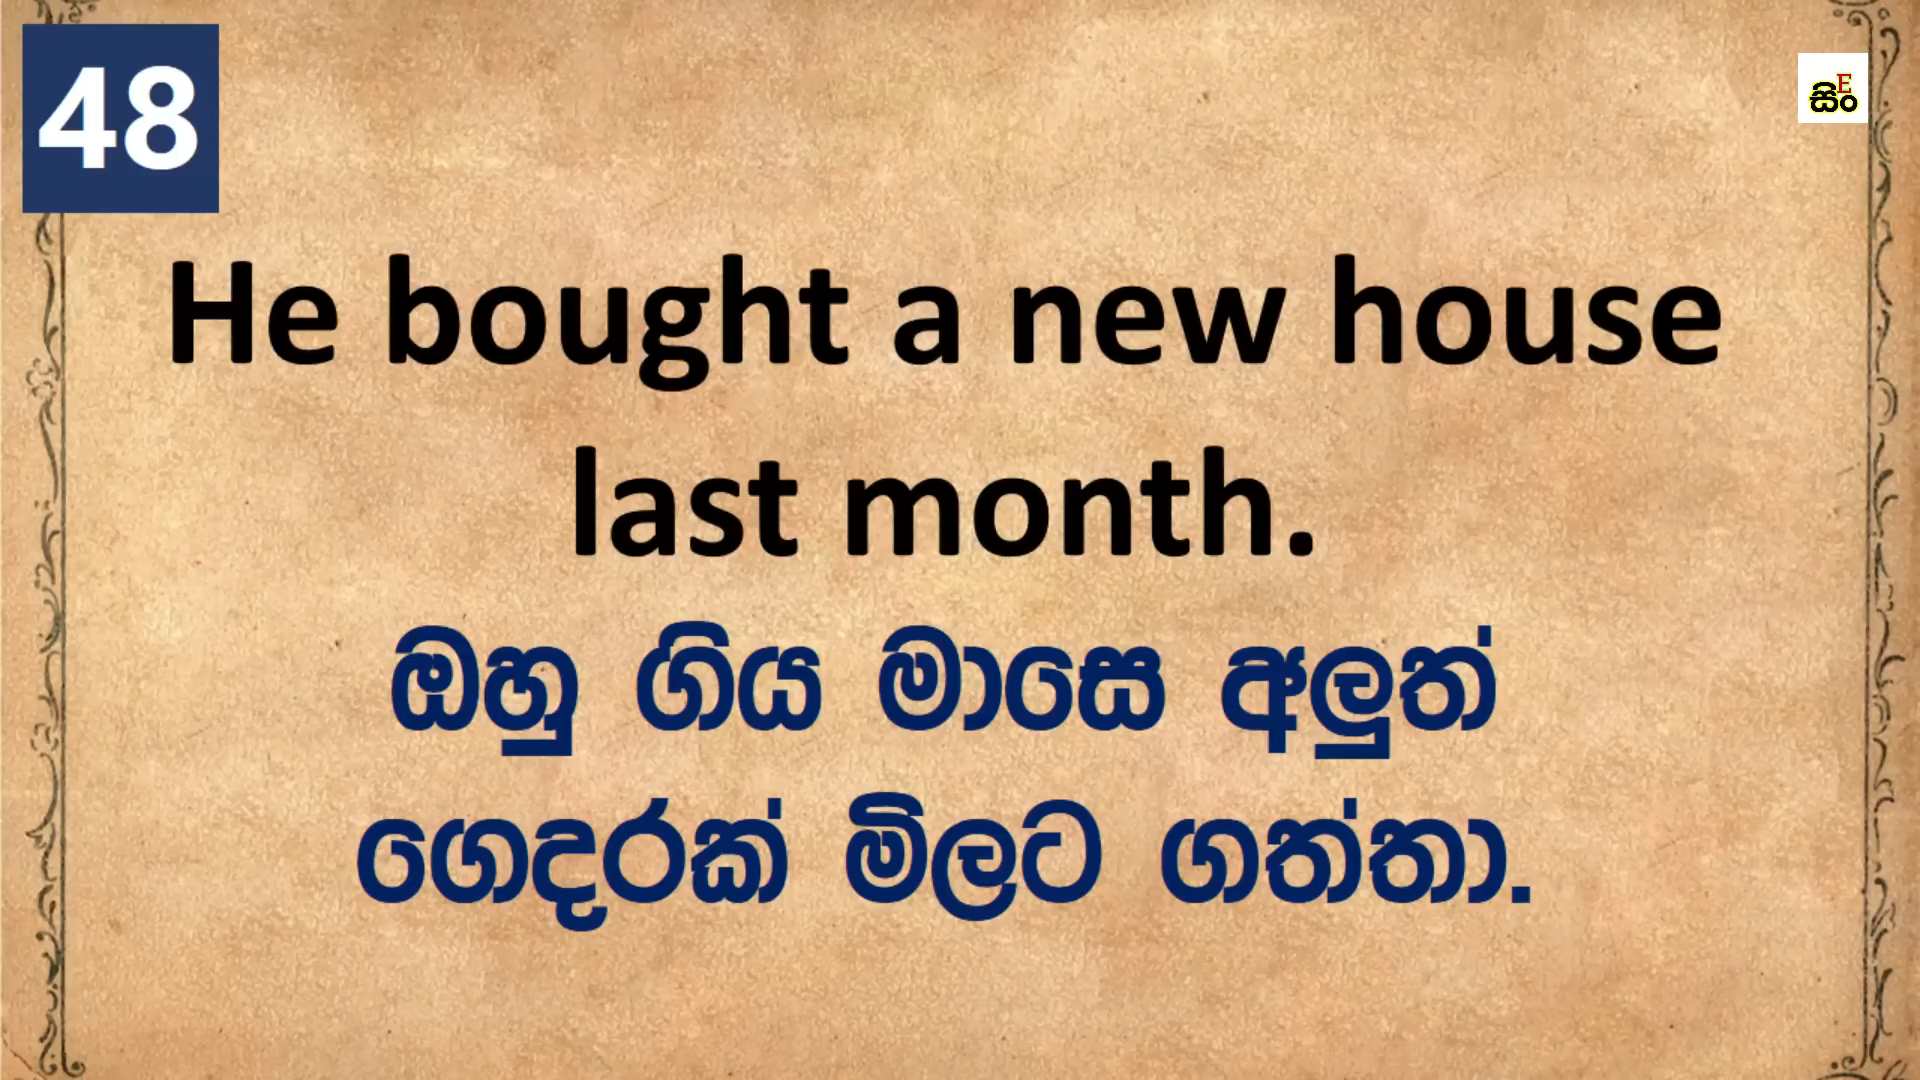 48
සිං
E
He bought a new house
last month.
ඔහු ගිය මාසෙ අලුත්
ගෙදරක් මිලට ගත්තා.